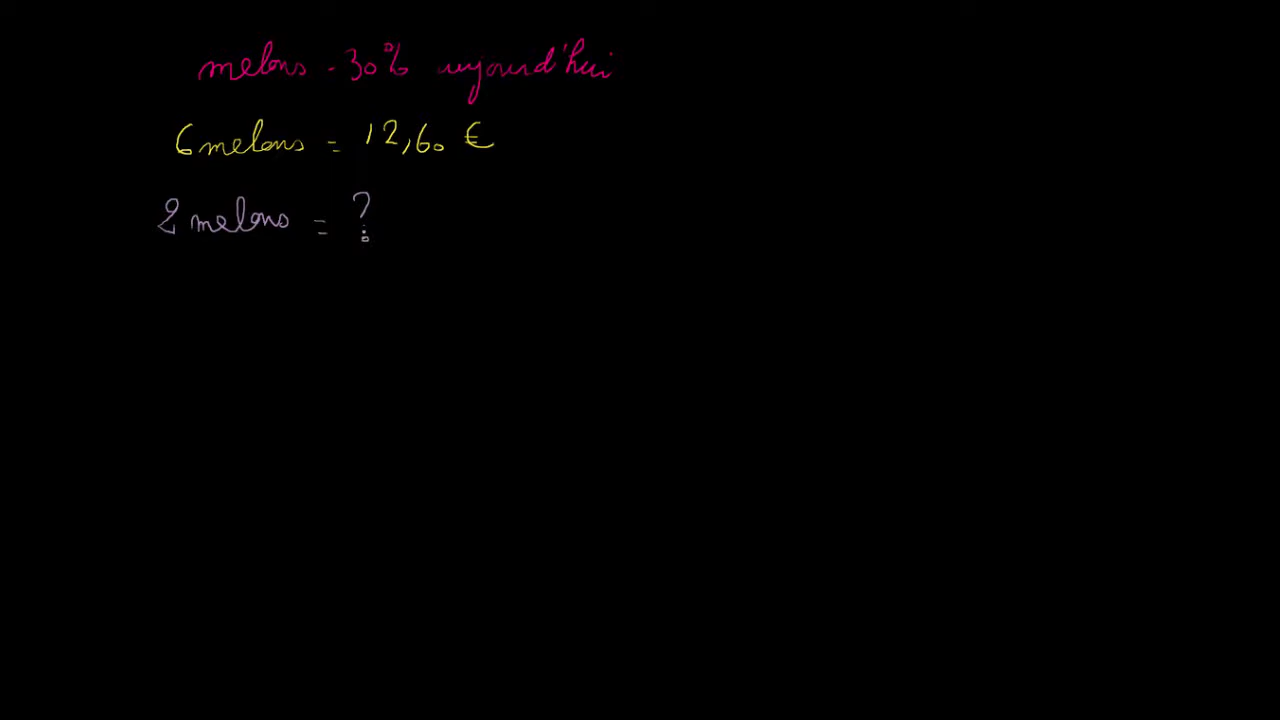 melons - 30% aujourd'hui
6 melons = 12,60 €
2 melons = ?